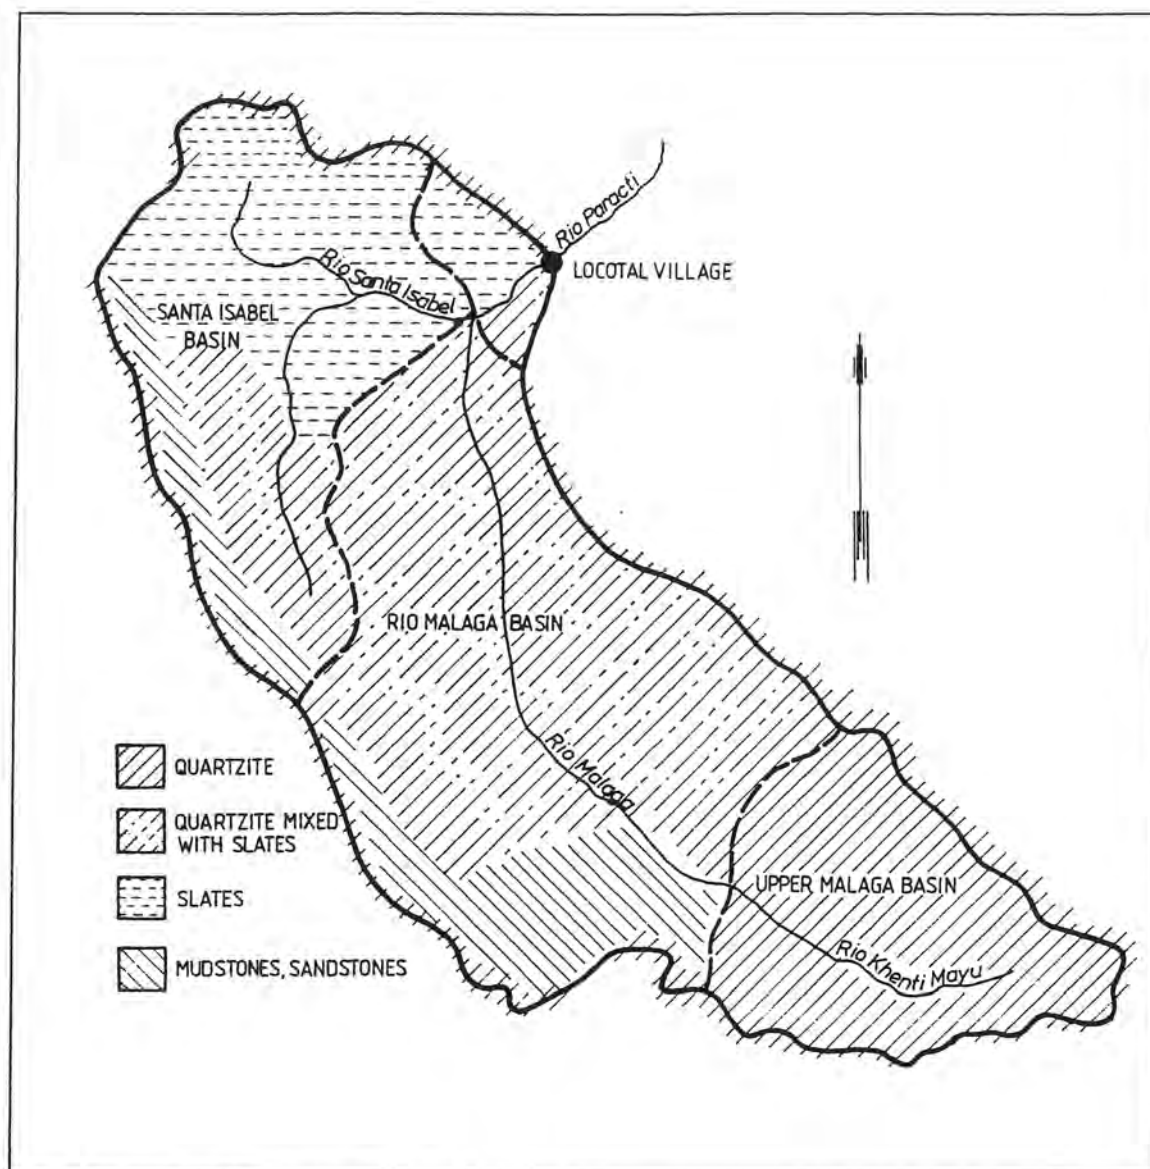 Rio Paracti
LOCOTAL VILLAGE
Rio Santa Isabel
SANTA ISABEL
BASIN
RIO MALAGA BASIN
Rio Malaga
UPPER MALAGA BASIN
Rio Khenti Mayu
QUARTZITE
QUARTZITE MIXED
WITH SLATES
SLATES
MUDSTONES, SANDSTONES